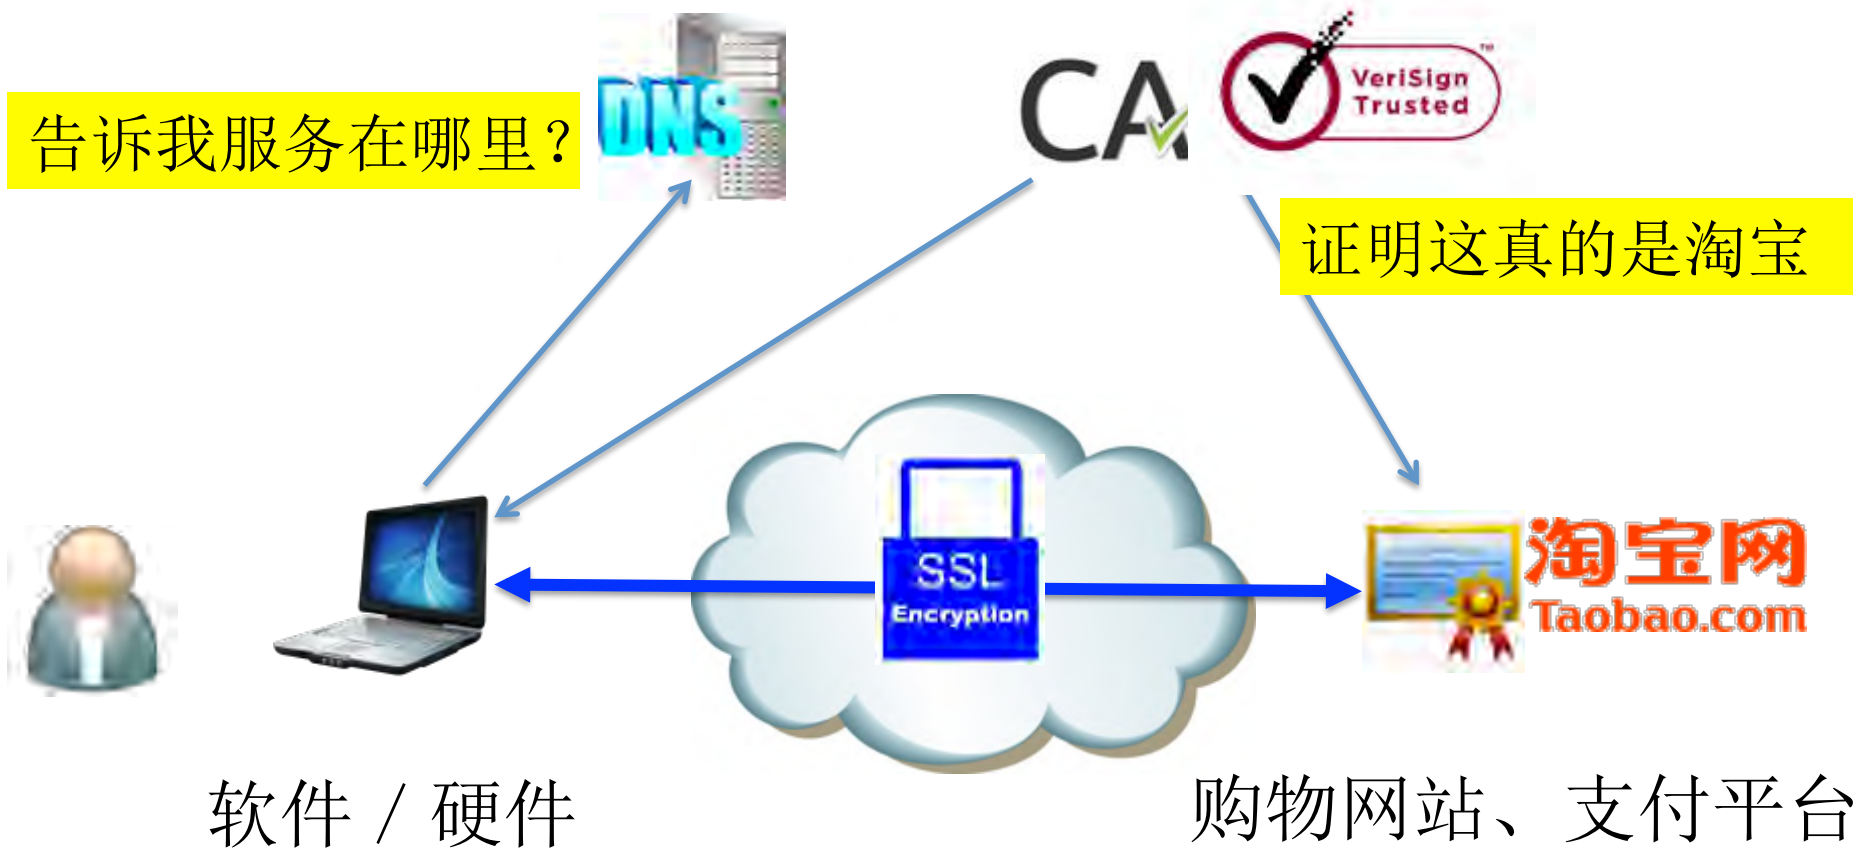 告诉我服务在哪里？
DNS
CA
VeriSign
Trusted
TM
证明这真的是淘宝
SSL
Encryption
淘宝网
Taobao.com
软件 / 硬件
购物网站、支付平台